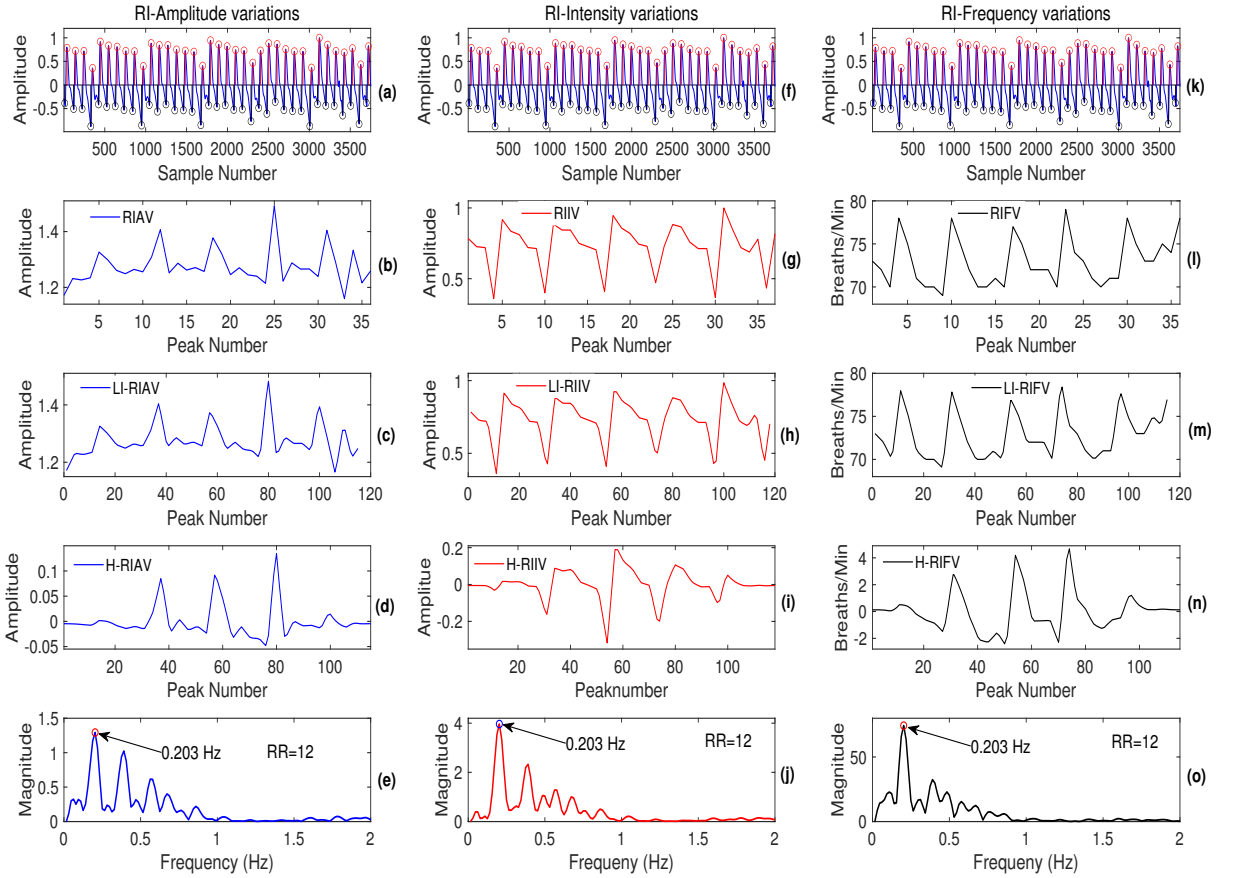 RI-Amplitude variations
1
0.5
0
-0.5
Amplitude
500 1000 1500 2000 2500 3000 3500
Sample Number
(a)
RI-Intensity variations
1
0.5
0
-0.5
Amplitude
500 1000 1500 2000 2500 3000 3500
Sample Number
(f)
RI-Frequency variations
1
0.5
0
-0.5
Amplitude
500 1000 1500 2000 2500 3000 3500
Sample Number
(k)
RIAV
1.4
1.2
Amplitude
5 10 15 20 25 30 35
Peak Number
(b)
RIIV
1
0.5
Amplitude
5 10 15 20 25 30 35
Peak Number
(g)
RIFV
80
75
70
Breaths/Min
5 10 15 20 25 30 35
Peak Number
(l)
LI-RIAV
1.4
1.2
Amplitude
0 20 40 60 80 100 120
Peak Number
(c)
LI-RIIV
1
0.5
Amplitude
0 20 40 60 80 100 120
Peak Number
(h)
LI-RIFV
80
75
70
Breaths/Min
0 20 40 60 80 100 120
Peak Number
(m)
H-RIAV
0.1
0.05
0
-0.05
Amplitude
20 40 60 80 100
Peak Number
(d)
H-RIIV
0.2
0
-0.2
Amplitue
20 40 60 80 100
Peaknumber
(i)
H-RIFV
4
2
0
-2
Breaths/Min
20 40 60 80 100
Peak Number
(n)
1.5
1
0.5
0
Magnitude
0.203 Hz
RR=12
0 0.5 1 1.5 2
Frequency (Hz)
(e)
4
2
0
Magnitude
0.203 Hz
RR=12
0 0.5 1 1.5 2
Frequeny (Hz)
(j)
50
0
Magnitude
0.203 Hz
RR=12
0 0.5 1 1.5 2
Frequeny (Hz)
(o)